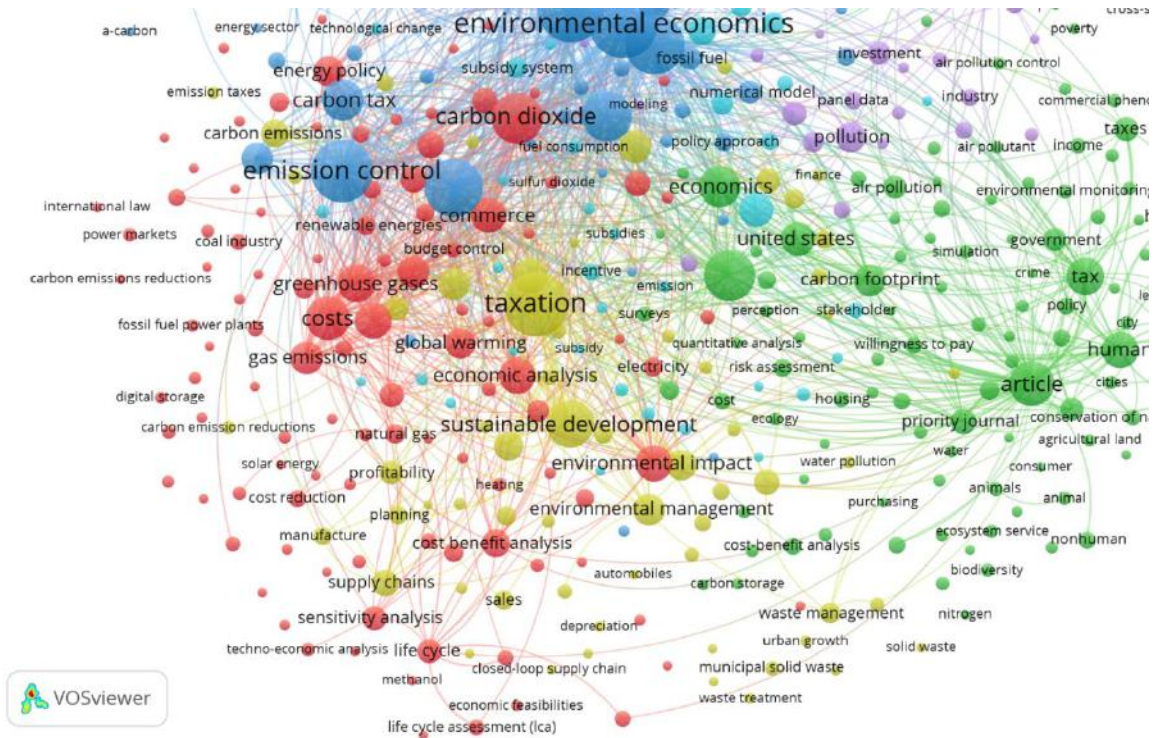 environmental economics
a-carbon
energy sector
technological change
fossil fuel
investment
poverty
energy policy
subsidy system
air pollution control
emission taxes
carbon tax
modeling
numerical model
panel data
industry
carbon emissions
carbon dioxide
policy approach
pollution
taxes
fuel consumption
income
air pollutant
emission control
sulfur dioxide
economics
finance
air pollution
environmental monitoring
international law
commerce
power markets
coal industry
renewable energies
subsidies
united states
government
budget control
simulation
carbon emissions reductions
greenhouse gases
incentive
emission
carbon footprint
crime
tax
taxation
perception
stakeholder
policy
fossil fuel power plants
costs
surveys
city
global warming
subsidy
quantitative analysis
willingness to pay
human
gas emissions
economic analysis
electricity
risk assessment
article
cities
digital storage
cost
housing
carbon emission reductions
natural gas
sustainable development
ecology
priority journal
agricultural land
solar energy
profitability
environmental impact
water pollution
water
consumer
cost reduction
heating
animals
animal
planning
environmental management
purchasing
manufacture
cost benefit analysis
cost-benefit analysis
ecosystem service
nonhuman
supply chains
automobiles
carbon storage
biodiversity
sales
sensitivity analysis
depreciation
waste management
nitrogen
techno-economic analysis
life cycle
urban growth
solid waste
methanol
closed-loop supply chain
municipal solid waste
economic feasibilities
waste treatment
life cycle assessment (lca)
VOSviewer